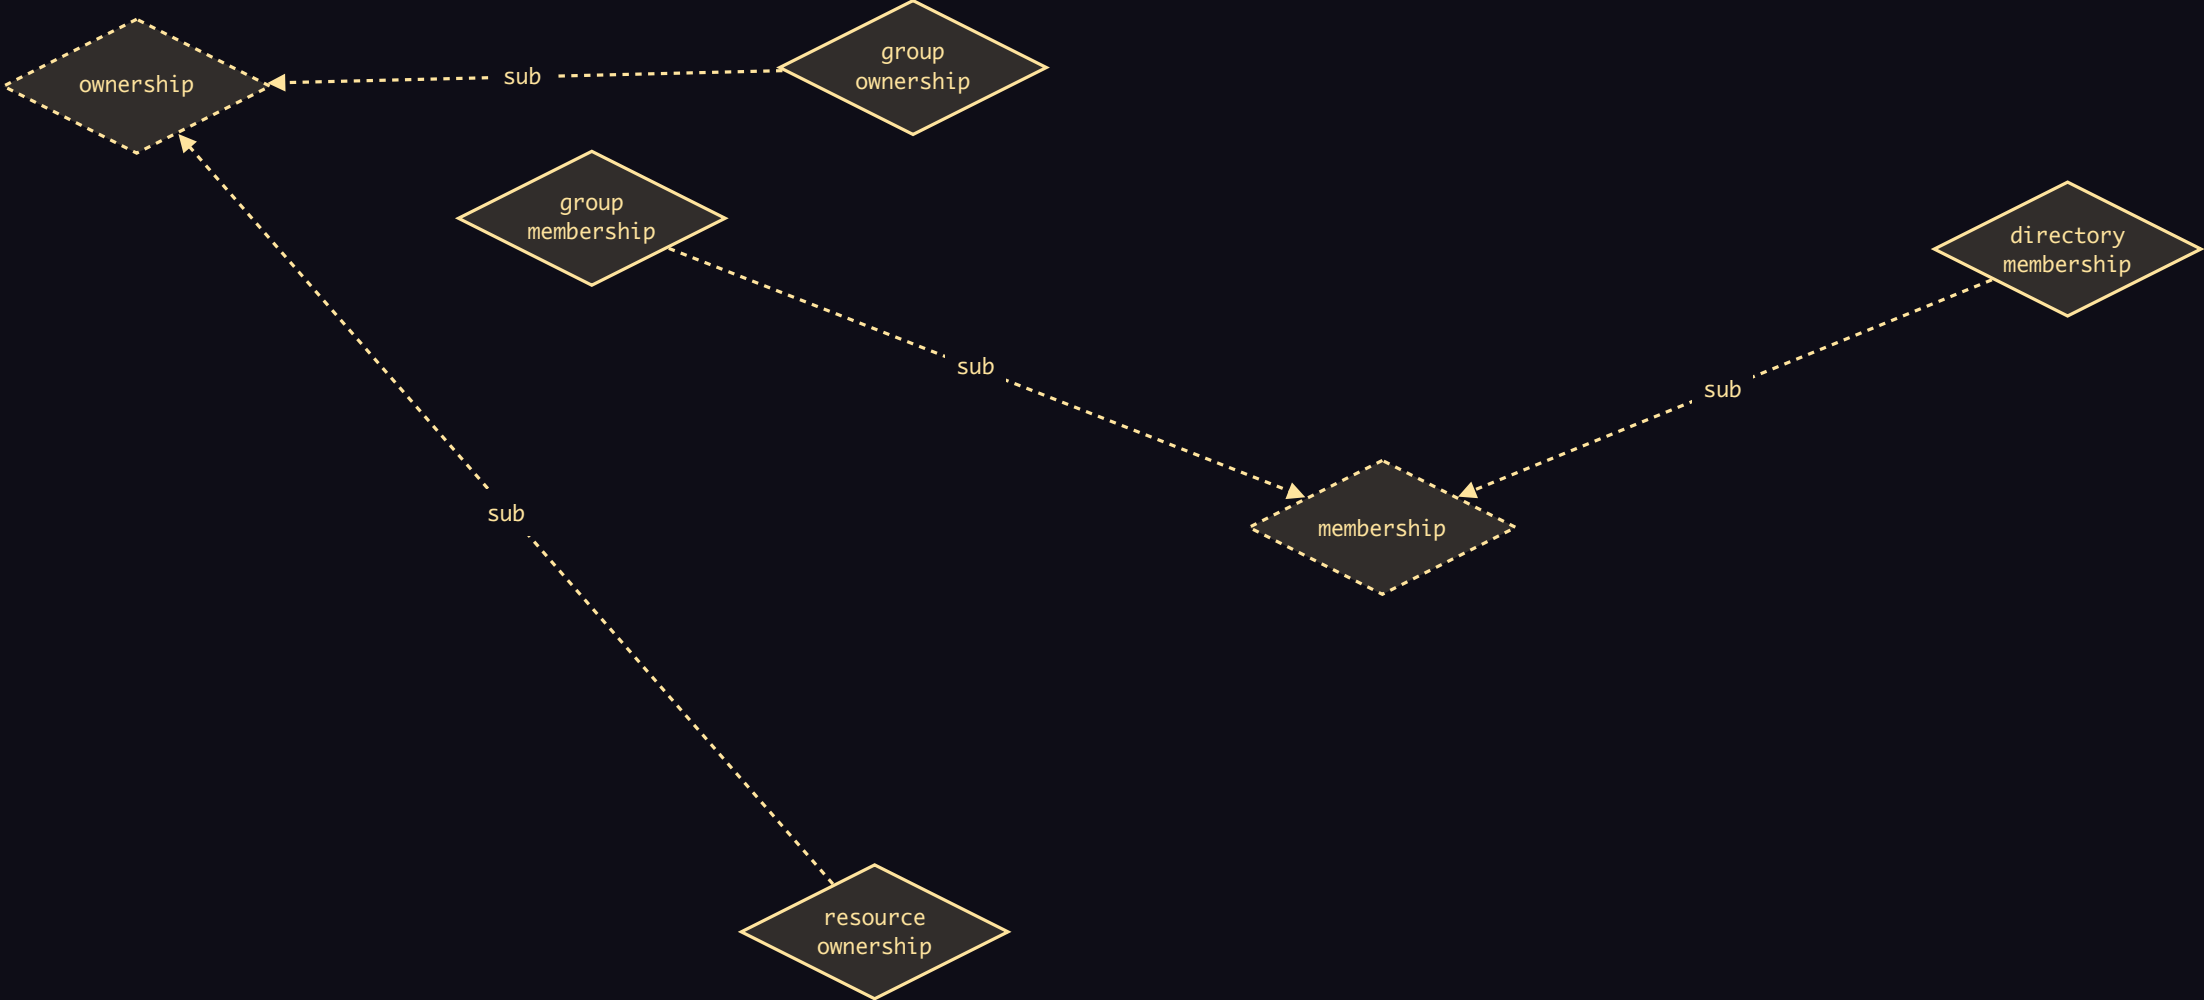 ownership
sub
group
ownership
group
membership
directory
membership
sub
sub
sub
membership
resource
ownership